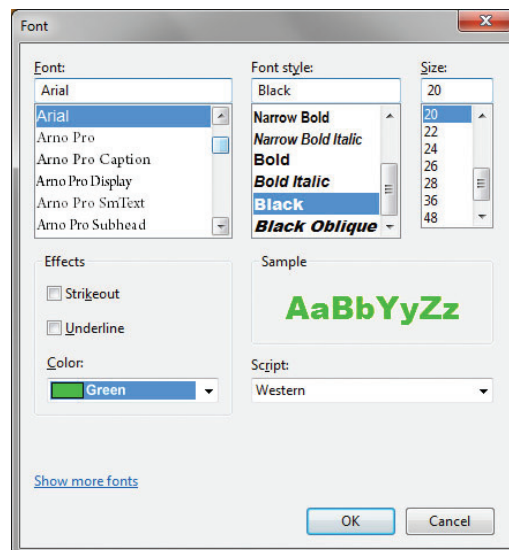 Font
Font:
Arial
Arial
Arno Pro
Arno Pro Caption
Arno Pro Display
Arno Pro SmText
Arno Pro Subhead
Font style:
Black
Narrow Bold
Narrow Bold Italic
Bold
Bold Italic
Black
Black Oblique
Size:
20
20
22
24
26
28
36
48
Effects
Strikeout
Underline
Color:
Green
Sample
AaBbYyZz
Script:
Western
Show more fonts
OK
Cancel